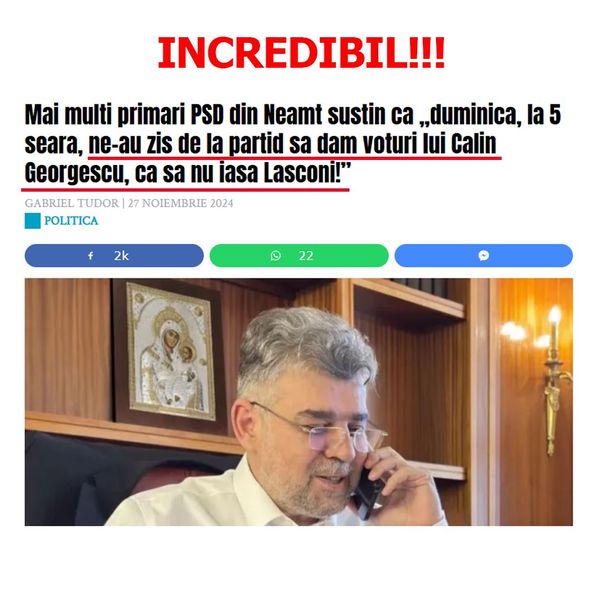 INCREDIBIL!!!
Mai multi primari PSD din Neamt sustin ca „duminica, la 5
seara, ne-au zis de la partid sa dam voturi lui Calin
Georgescu, ca sa nu iasa Lasconi!”
GABRIEL TUDOR | 27 NOIEMBRIE 2024
POLITICA
2k
22